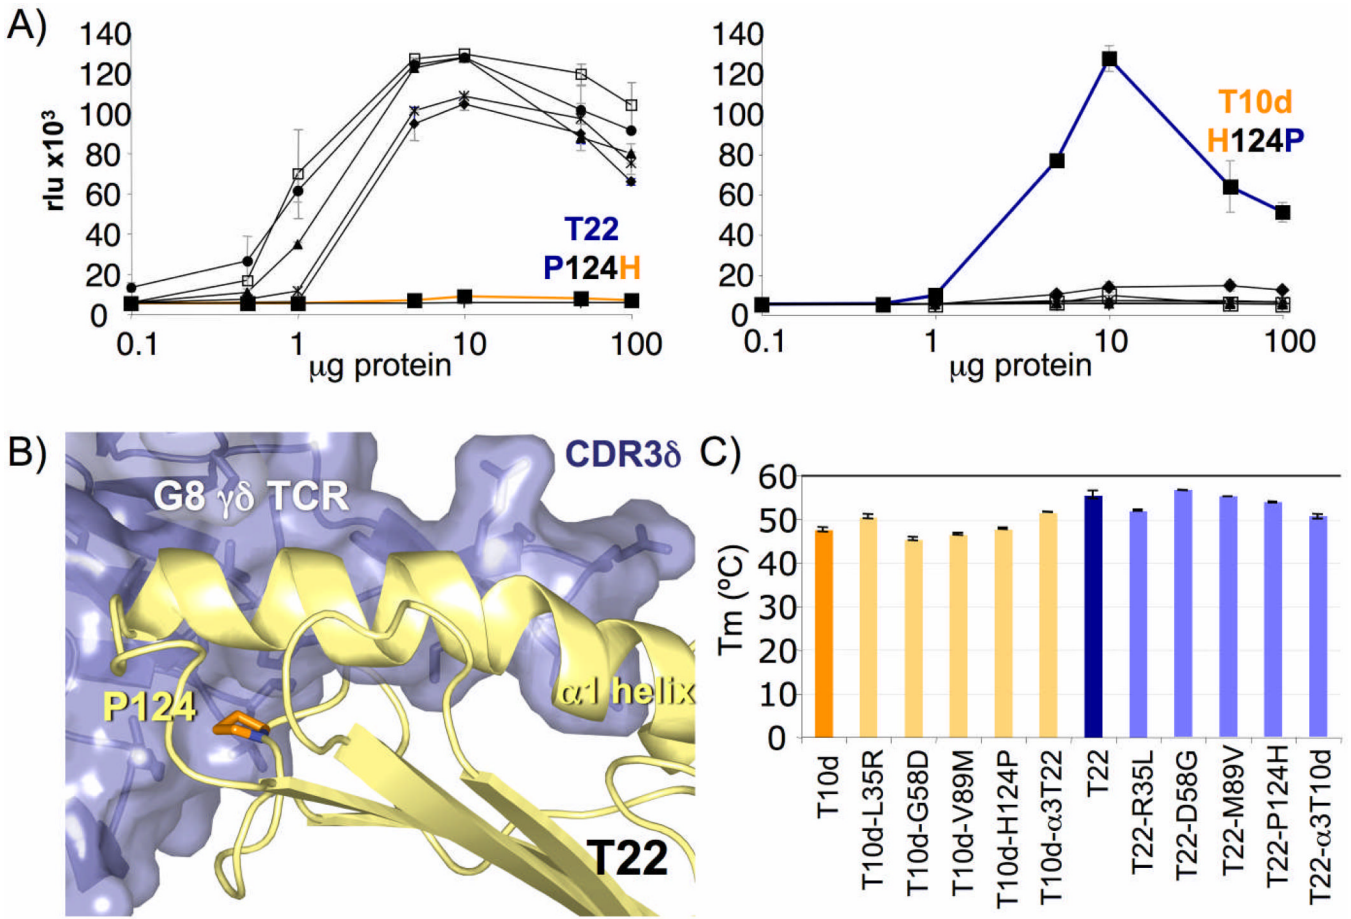 A)
140
120
100
80
60
40
20
0
rlu x10³
0.1 1 10 100
μg protein
T22
P124H
140
120
100
80
60
40
20
0
0.1 1 10 100
μg protein
T10d
H124P
B)
G8 γδ TCR
CDR3δ
P124
α1 helix
T22
C)
60
50
40
30
20
10
0
Tm (ºC)
T10d
T10d-L35R
T10d-G58D
T10d-V89M
T10d-H124P
T10d-α3T22
T22
T22-R35L
T22-D58G
T22-M89V
T22-P124H
T22-α3T10d